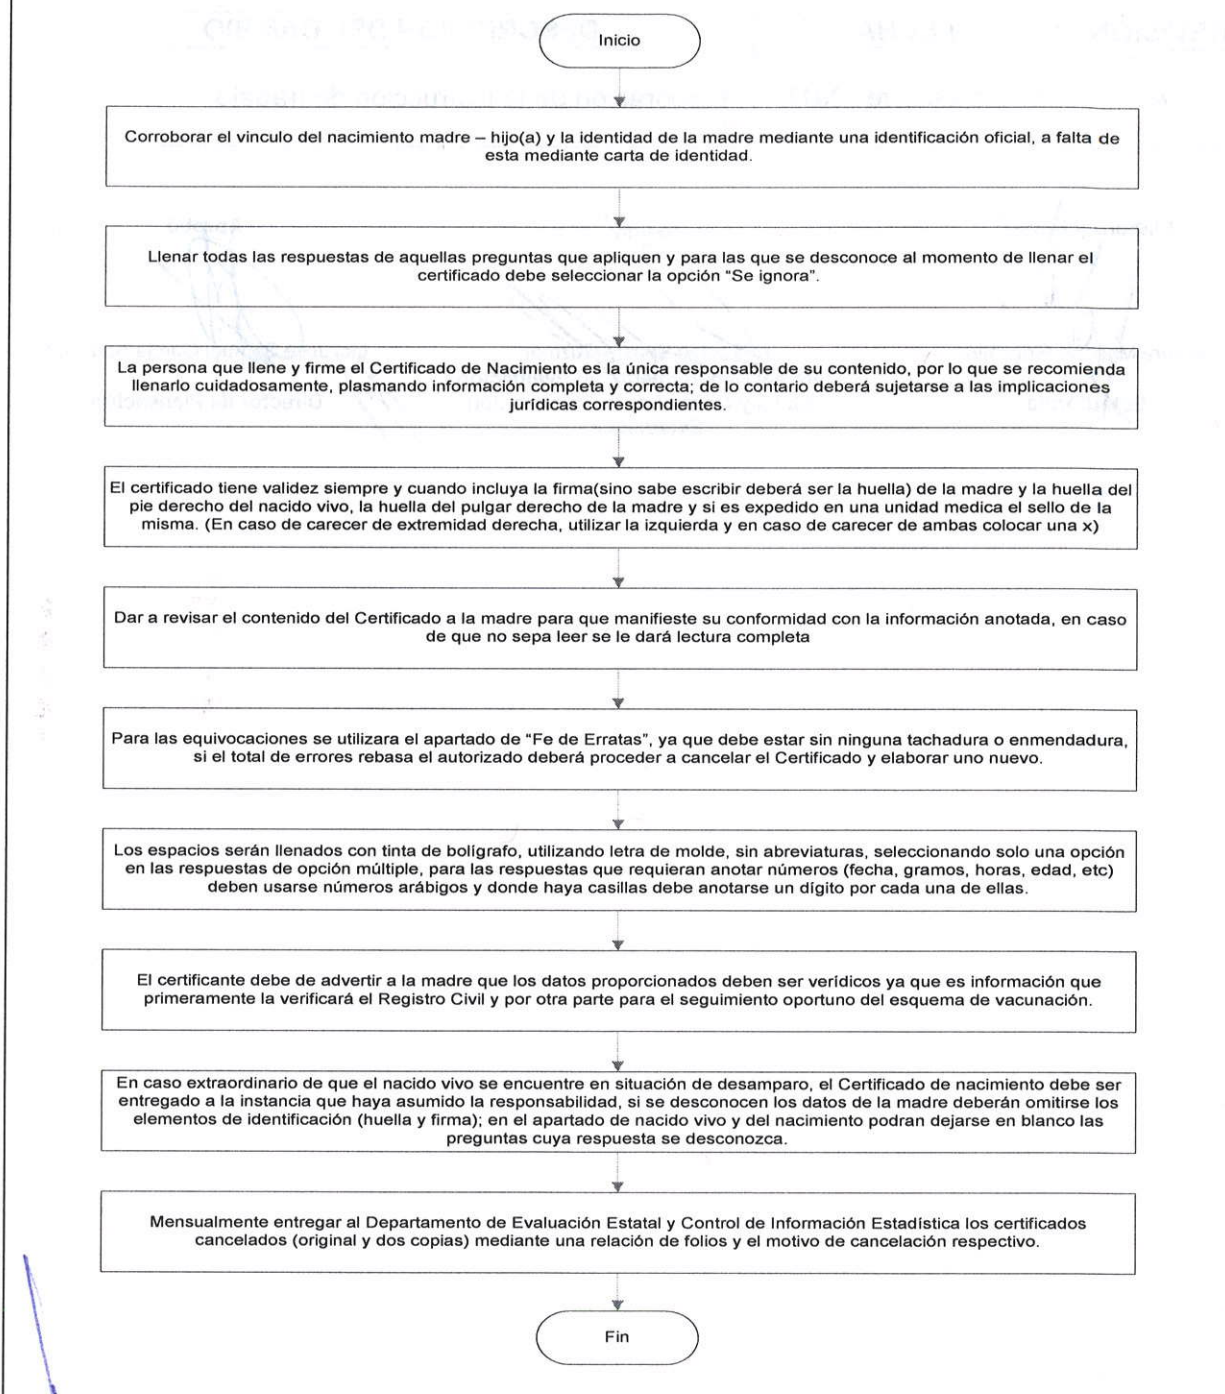 Inicio
Corroborar el vinculo del nacimiento madre – hijo(a) y la identidad de la madre mediante una identificación oficial, a falta de
esta mediante carta de identidad.
Llenar todas las respuestas de aquellas preguntas que apliquen y para las que se desconoce al momento de llenar el
certificado debe seleccionar la opción “Se ignora”.
La persona que llene y firme el Certificado de Nacimiento es la única responsable de su contenido, por lo que se recomienda
llenarlo cuidadosamente, plasmando información completa y correcta; de lo contario deberá sujetarse a las implicaciones
jurídicas correspondientes.
El certificado tiene validez siempre y cuando incluya la firma(sino sabe escribir deberá ser la huella) de la madre y la huella del
pie derecho del nacido vivo, la huella del pulgar derecho de la madre y si es expedido en una unidad medica el sello de la
misma. (En caso de carecer de extremidad derecha, utilizar la izquierda y en caso de carecer de ambas colocar una x)
Dar a revisar el contenido del Certificado a la madre para que manifieste su conformidad con la información anotada, en caso
de que no sepa leer se le dará lectura completa
Para las equivocaciones se utilizara el apartado de “Fe de Erratas”, ya que debe estar sin ninguna tachadura o enmendadura,
si el total de errores rebasa el autorizado deberá proceder a cancelar el Certificado y elaborar uno nuevo.
Los espacios serán llenados con tinta de bolígrafo, utilizando letra de molde, sin abreviaturas, seleccionando solo una opción
en las respuestas de opción múltiple, para las respuestas que requieran anotar números (fecha, gramos, horas, edad, etc)
deben usarse números arábigos y donde haya casillas debe anotarse un dígito por cada una de ellas.
El certificante debe de advertir a la madre que los datos proporcionados deben ser verídicos ya que es información que
primeramente la verificará el Registro Civil y por otra parte para el seguimiento oportuno del esquema de vacunación.
En caso extraordinario de que el nacido vivo se encuentre en situación de desamparo, el Certificado de nacimiento debe ser
entregado a la instancia que haya asumido la responsabilidad, si se desconocen los datos de la madre deberán omitirse los
elementos de identificación (huella y firma); en el apartado de nacido vivo y del nacimiento podran dejarse en blanco las
preguntas cuya respuesta se desconozca.
Mensualmente entregar al Departamento de Evaluación Estatal y Control de Información Estadística los certificados
cancelados (original y dos copias) mediante una relación de folios y el motivo de cancelación respectivo.
Fin